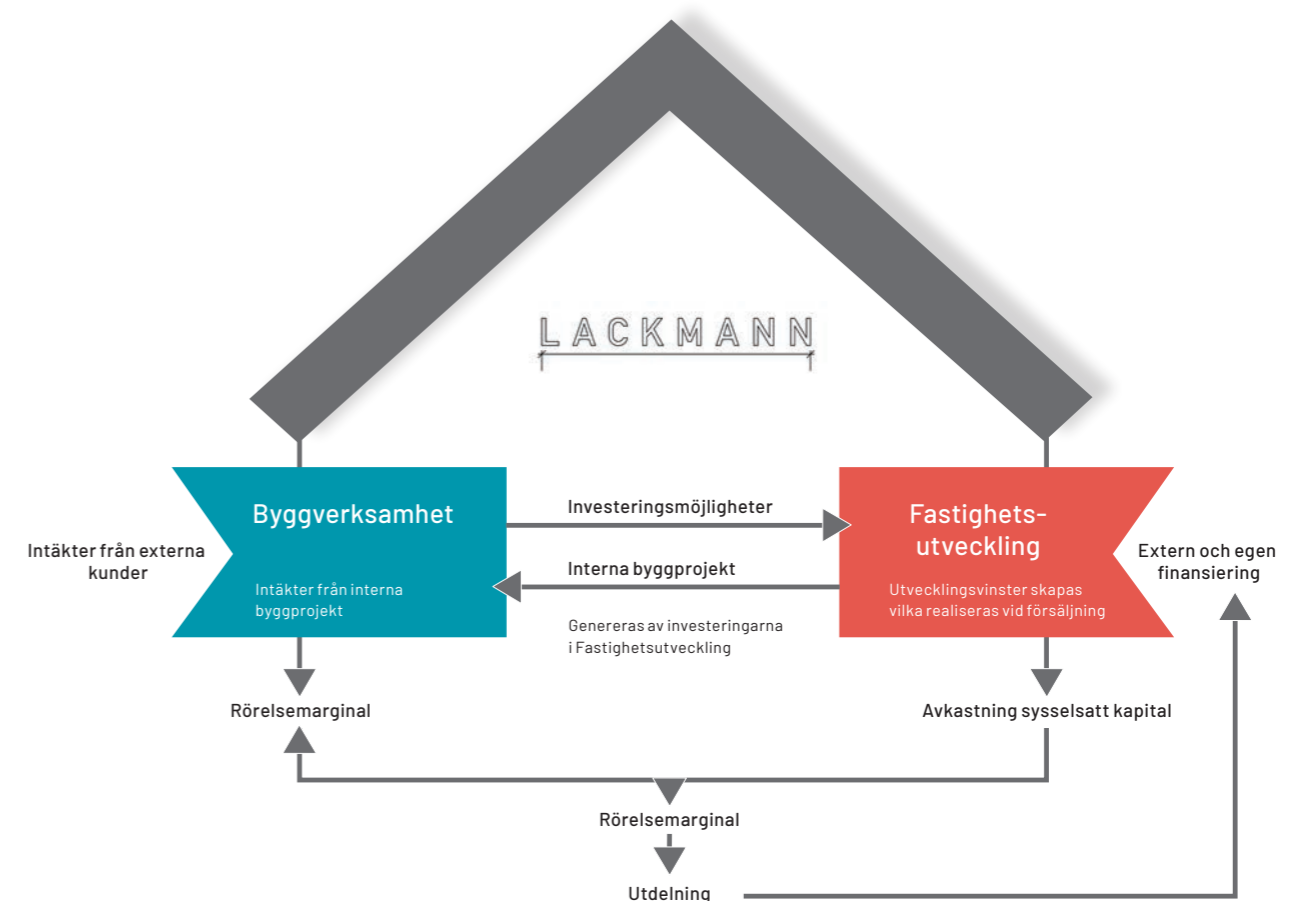 LACKMANN
Byggverksamhet
Intäkter från interna
byggprojekt
Intäkter från externa
kunder
Investeringsmöjligheter
Interna byggprojekt
Genereras av investeringarna
i Fastighetsutveckling
Fastighets-
utveckling
Utvecklingsvinster skapas
vilka realiseras vid försäljning
Extern och egen
finansiering
Rörelsemarginal
Avkastning sysselsatt kapital
Rörelsemarginal
Utdelning